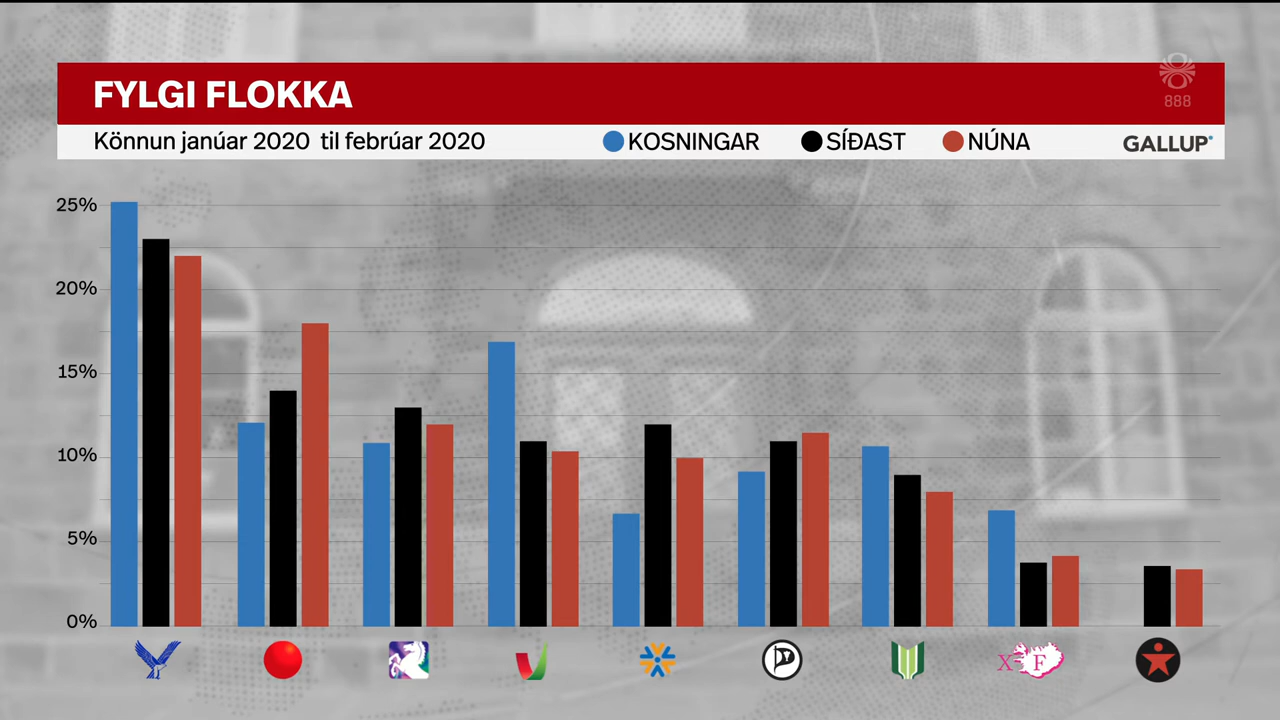 888
FYLGI FLOKKA
Könnun janúar 2020 til febrúar 2020
KOSNINGAR
SÍÐAST
NÚNA
GALLUP
25%
20%
15%
10%
5%
0%
X F